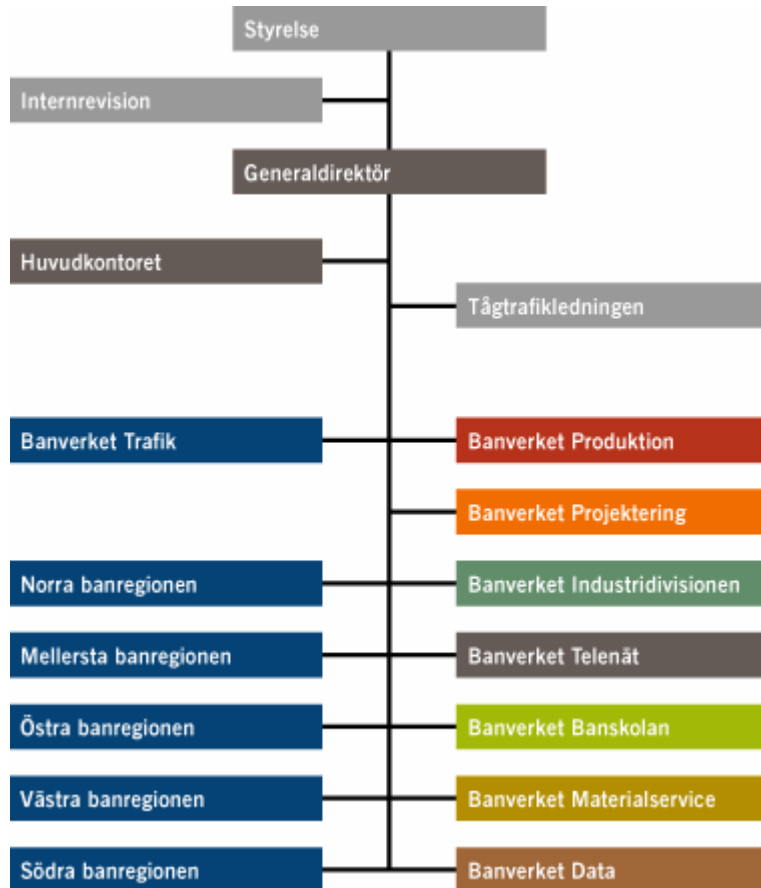 Styrelse
Internrevision
Generaldirektör
Huvudkontoret
Tågtrafikledningen
Banverket Trafik
Banverket Produktion
Banverket Projektering
Norra banregionen
Banverket Industridivisionen
Mellersta banregionen
Banverket Telenät
Östra banregionen
Banverket Banskolan
Västra banregionen
Banverket Materialservice
Södra banregionen
Banverket Data